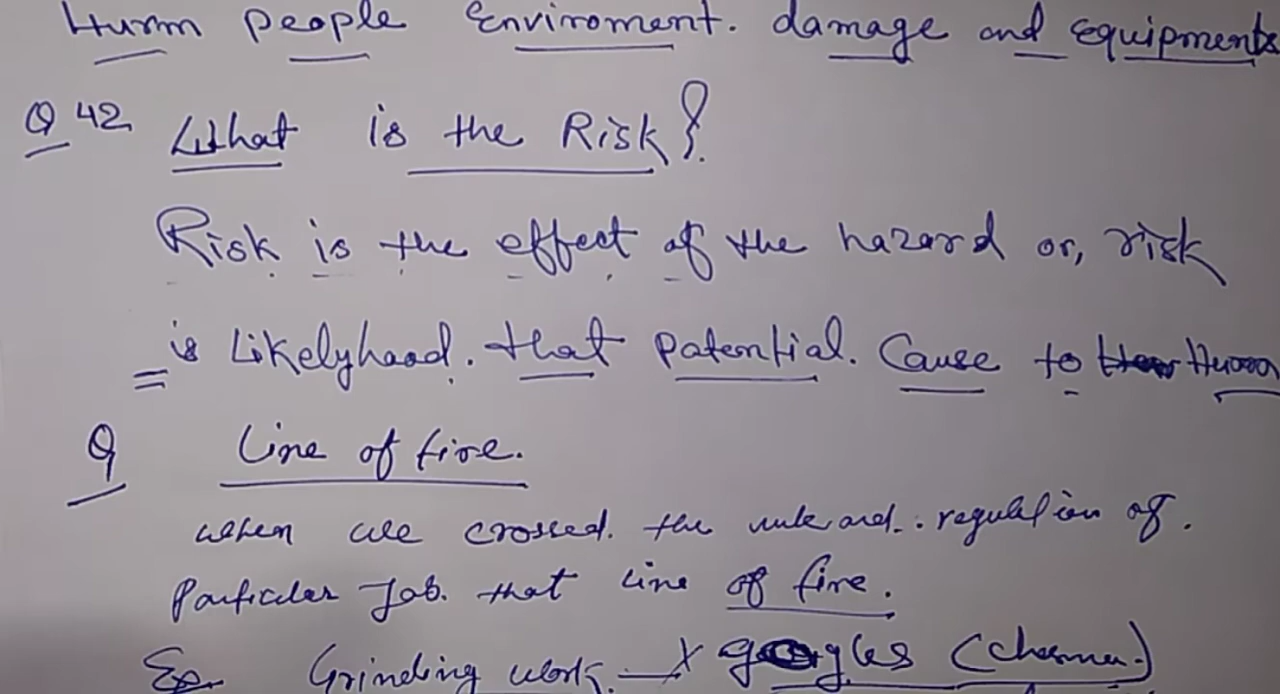 Hurm people Enviroment. damage and equipments
Q 42 What is the Risk?
Risk is the effect of the hazard or, risk
is Likelyhood. that potential. Cause to Human
Q Line of fire.
when we crossed. the rule and.. regulation of.
Particular Job. that line of fire.
Ex Grinding work. → X goggles (chasma.)